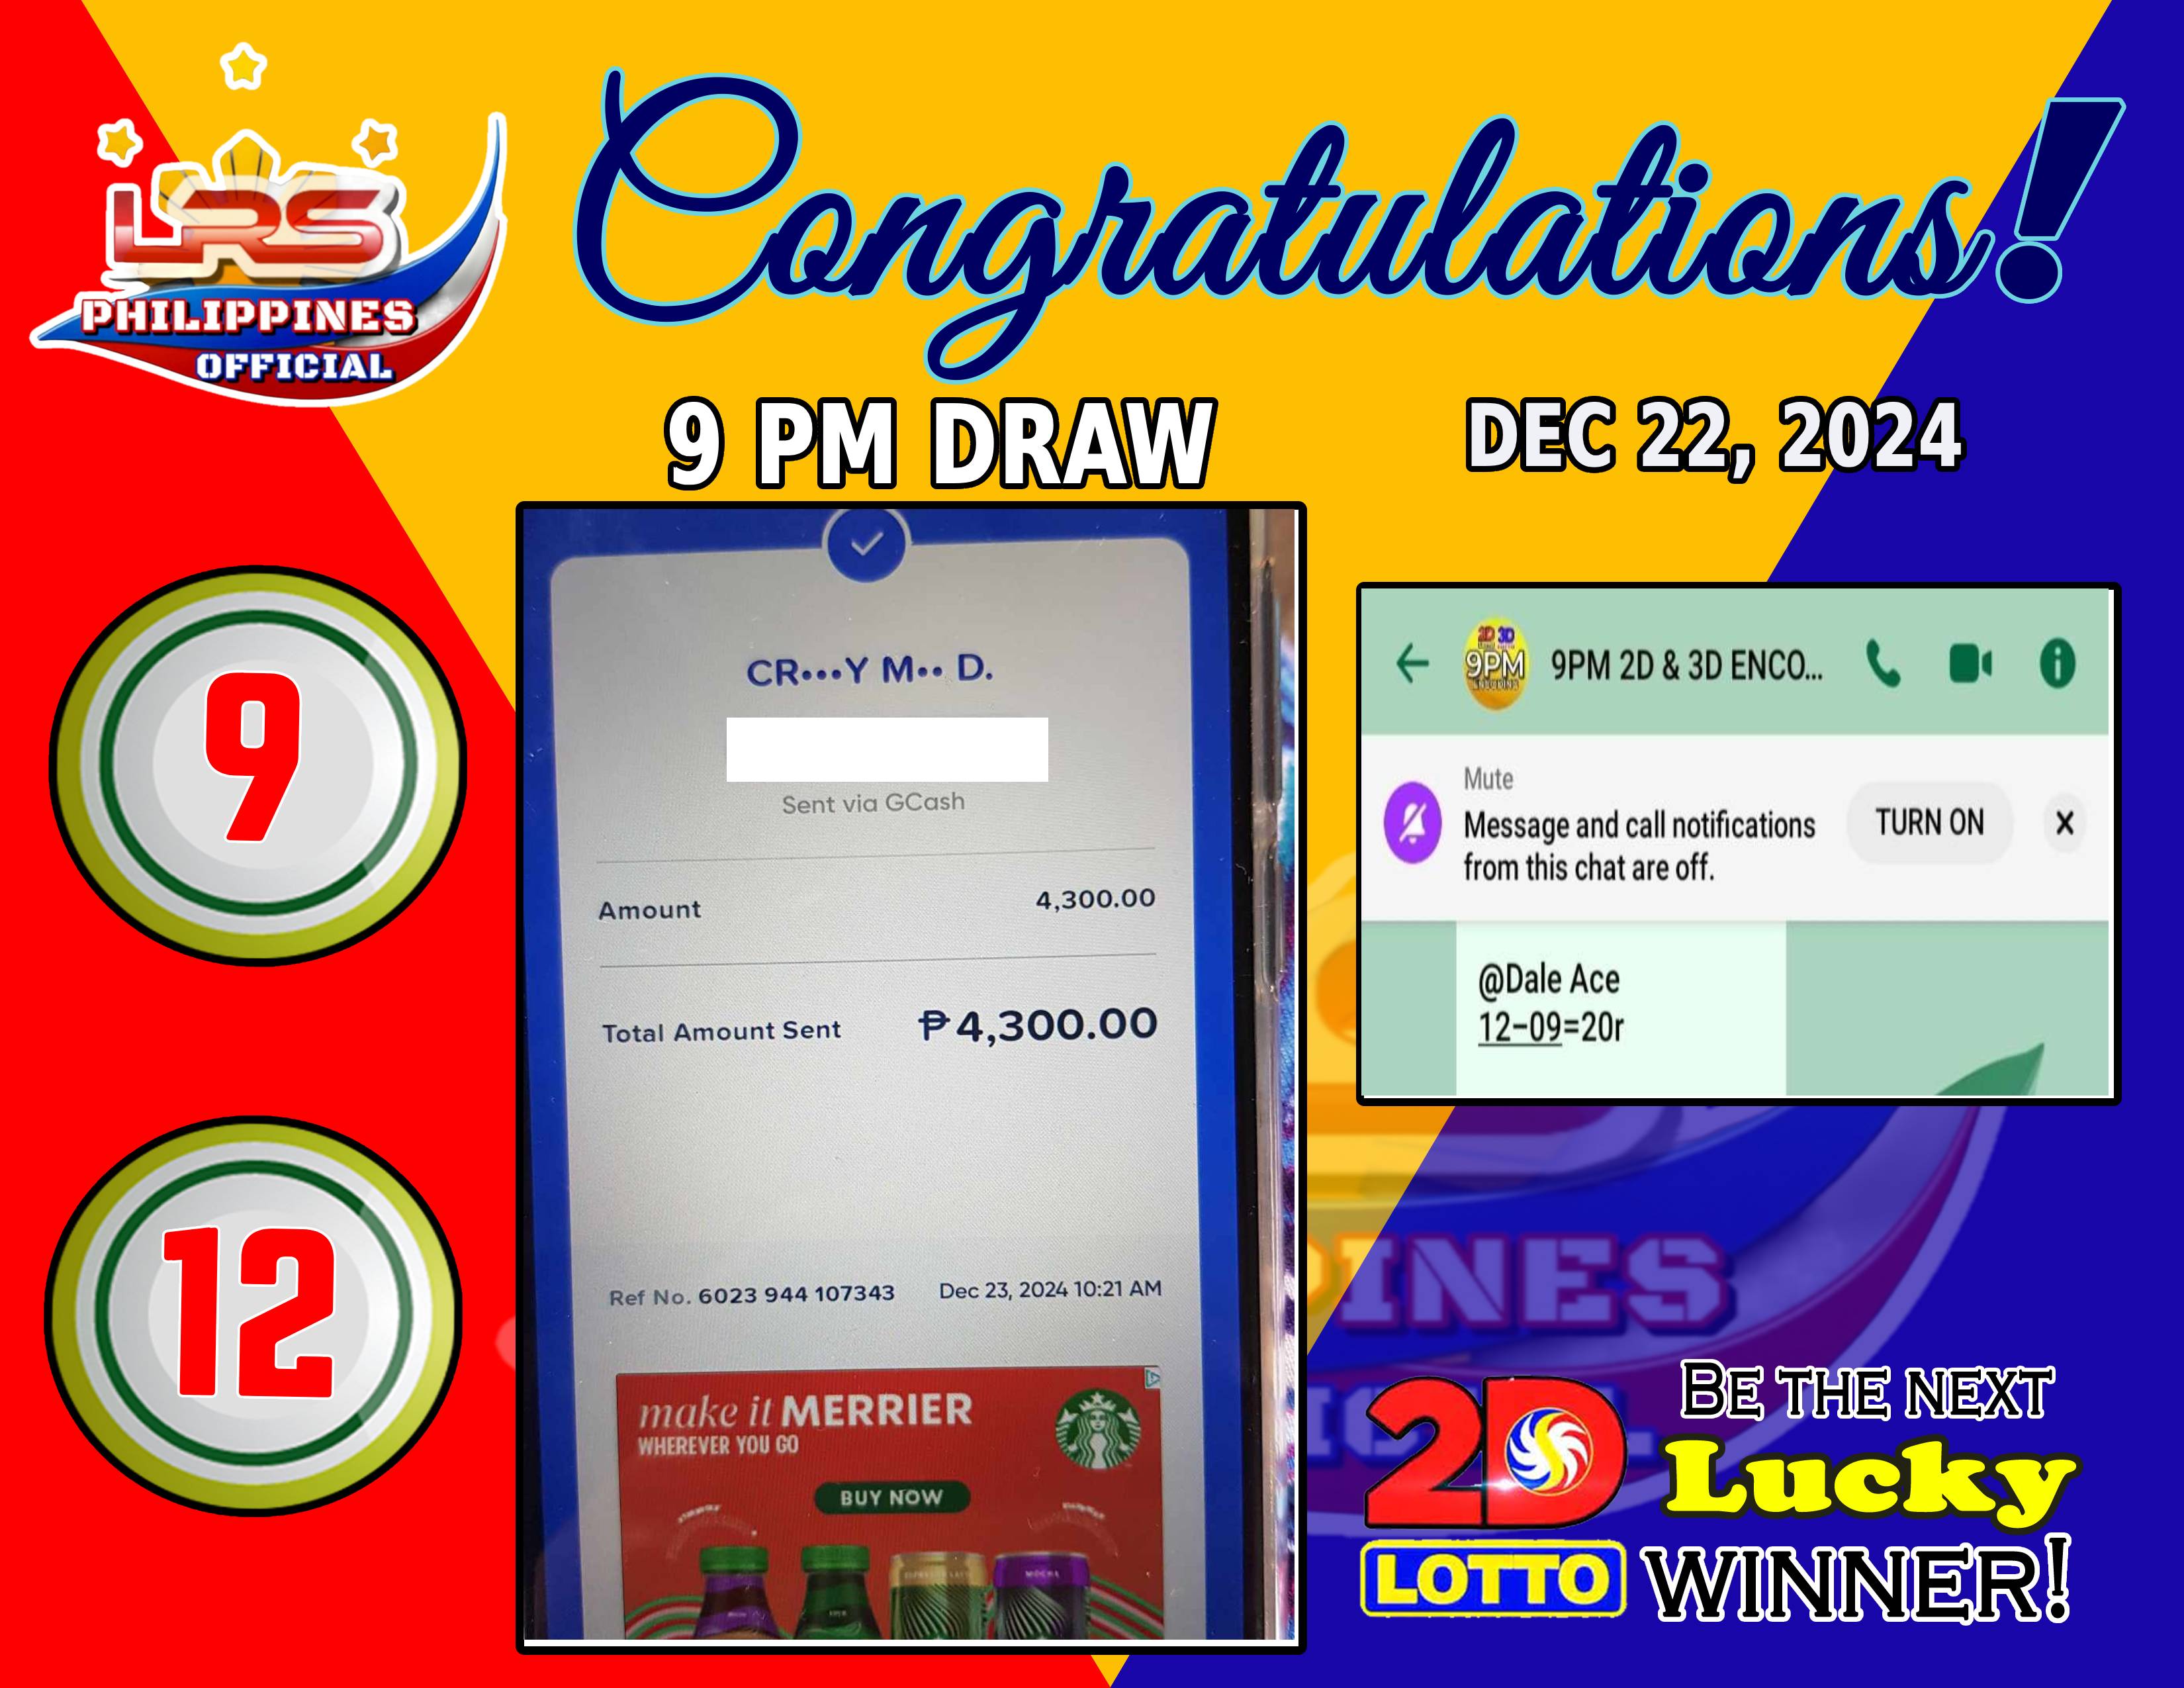 LRS
PHILIPPINES
OFFICIAL
Congratulations!
9 PM DRAW
DEC 22, 2024
9
12
CR•••Y M•• D.
Sent via GCash
Amount 4,300.00
Total Amount Sent ₱4,300.00
Ref No. 6023 944 107343 Dec 23, 2024 10:21 AM
make it MERRIER
WHEREVER YOU GO
BUY NOW
MOCHA
2D 3D
9PM
9PM 2D & 3D ENCO...
Mute
Message and call notifications
from this chat are off.
TURN ON
@Dale Ace
12-09=20r
PINES
2D
LOTTO
BE THE NEXT
Lucky
WINNER!